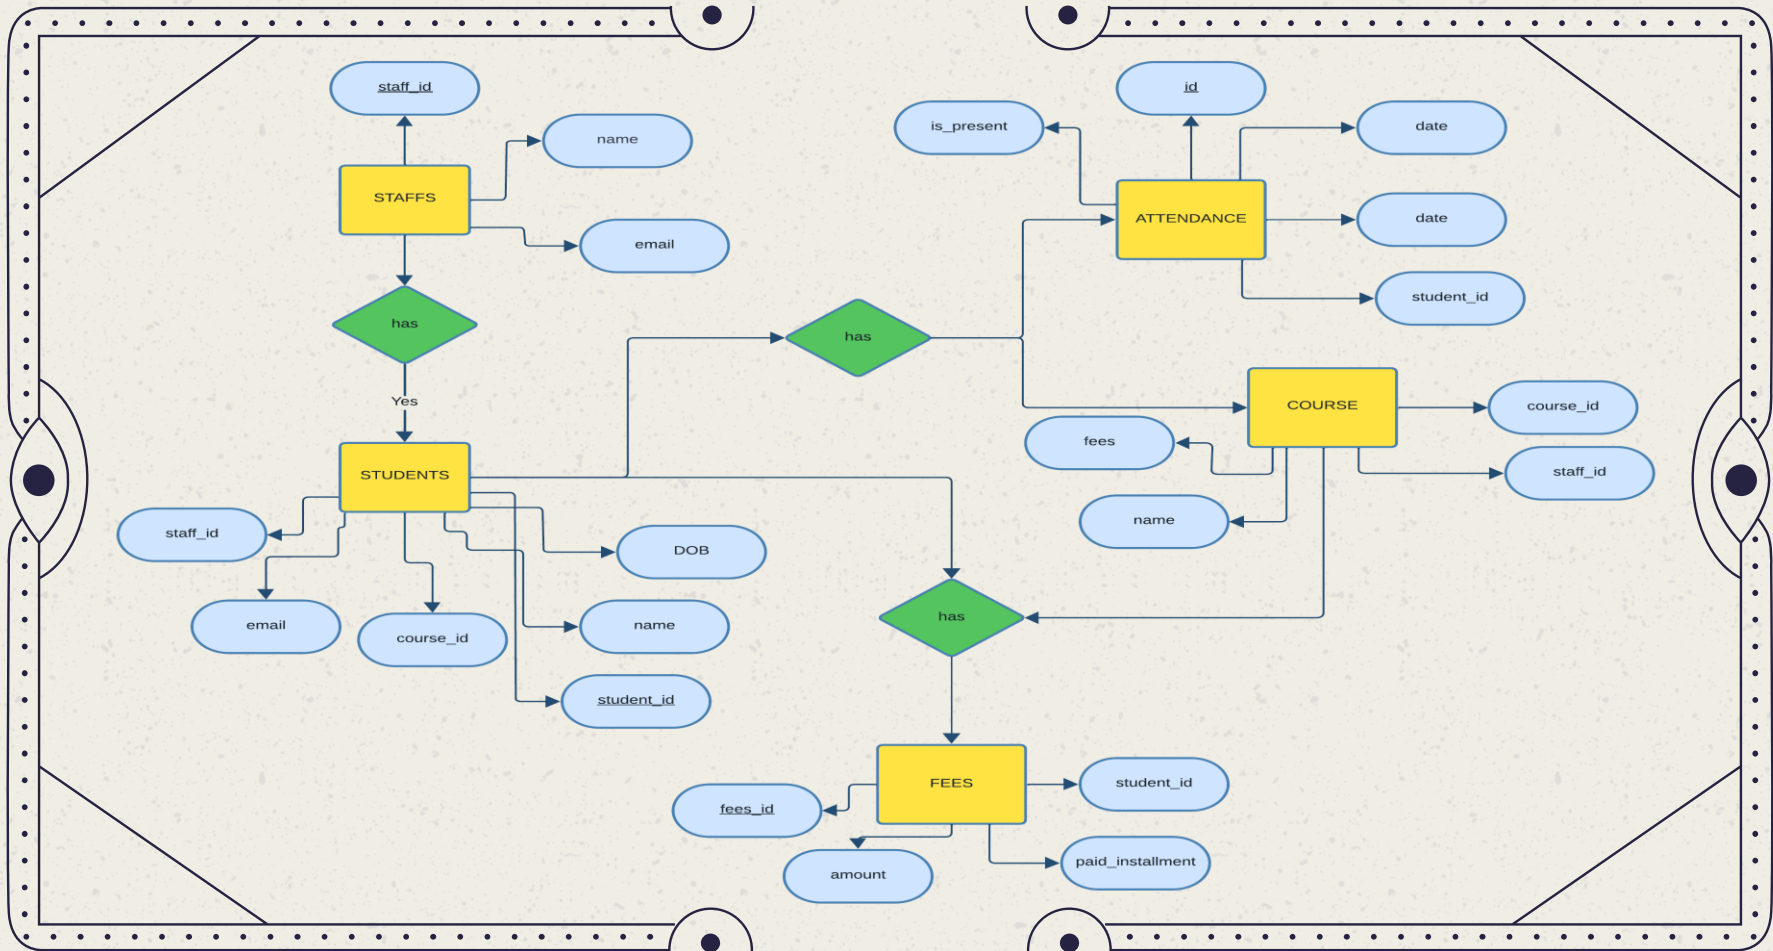 staff_id
name
STAFFS
email
has
Yes
STUDENTS
staff_id
email
course_id
DOB
name
student_id
has
is_present
id
date
ATTENDANCE
date
student_id
COURSE
course_id
fees
staff_id
name
has
FEES
student_id
fees_id
paid_installment
amount